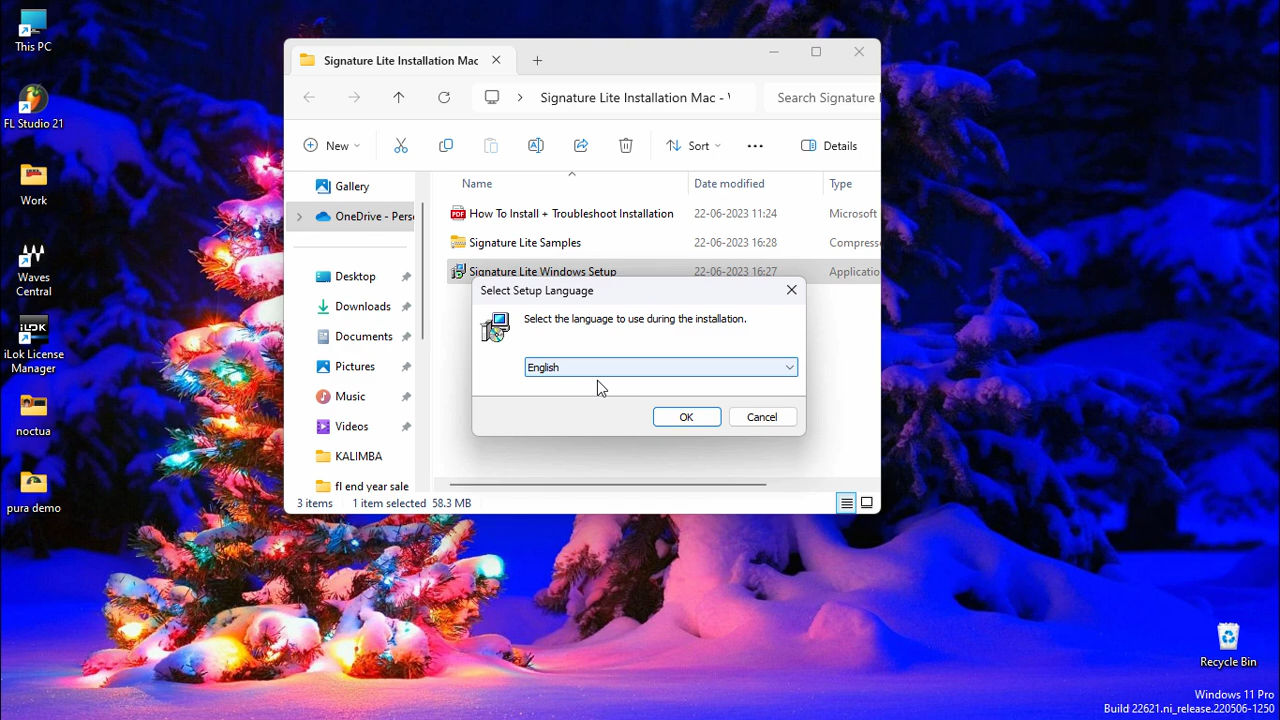 This PC
FL Studio 21
Work
Waves
Central
iLok License
Manager
noctua
pura demo
Signature Lite Installation Mac
Signature Lite Installation Mac -
Search Signature
New
Sort
Details
Gallery
OneDrive - Perso
Desktop
Downloads
Documents
Pictures
Music
Videos
KALIMBA
fl end year sale
Name
Date modified
Type
How To Install + Troubleshoot Installation
22-06-2023 11:24
Microsoft
Signature Lite Samples
22-06-2023 16:28
Compresse
Signature Lite Windows Setup
22-06-2023 16:27
Applicatio
Select Setup Language
Select the language to use during the installation.
English
OK
Cancel
3 items
1 item selected 58.3 MB
Recycle Bin
Windows 11 Pro
Build 22621.ni_release.220506-1250